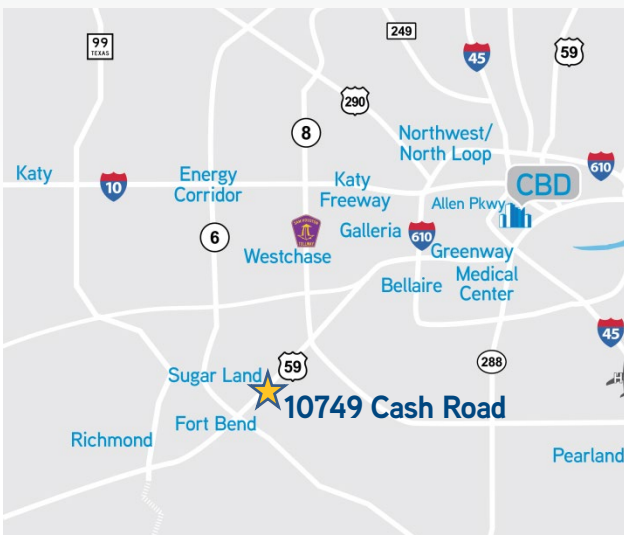 99
TEXAS
249
45
59
290
8
Northwest/
North Loop
610
Katy
10
Energy
Corridor
Katy
Freeway
CBD
Allen Pkwy
6
Westchase
Galleria
610
Greenway
Bellaire
Medical
Center
45
59
288
Sugar Land
10749 Cash Road
Fort Bend
Richmond
Pearland